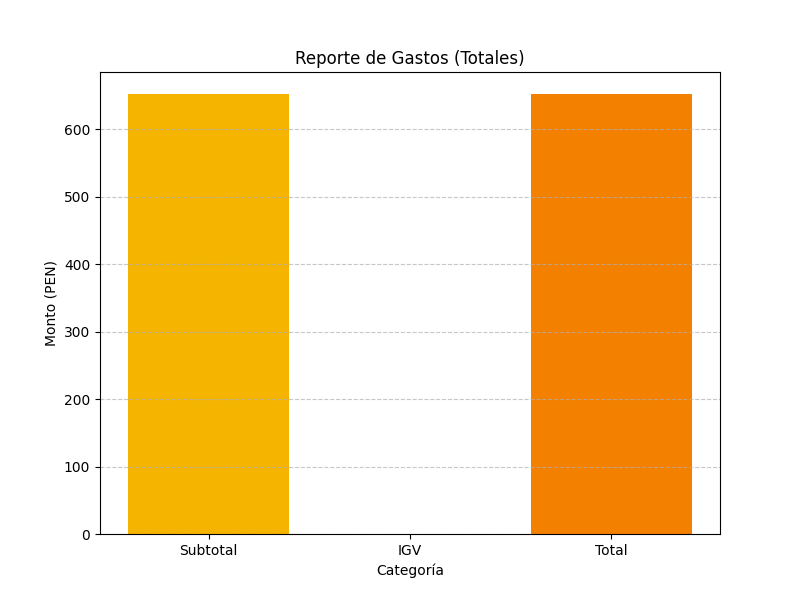 Reporte de Gastos (Totales)
Monto (PEN)
600
500
400
300
200
100
0
Subtotal
IGV
Total
Categoría